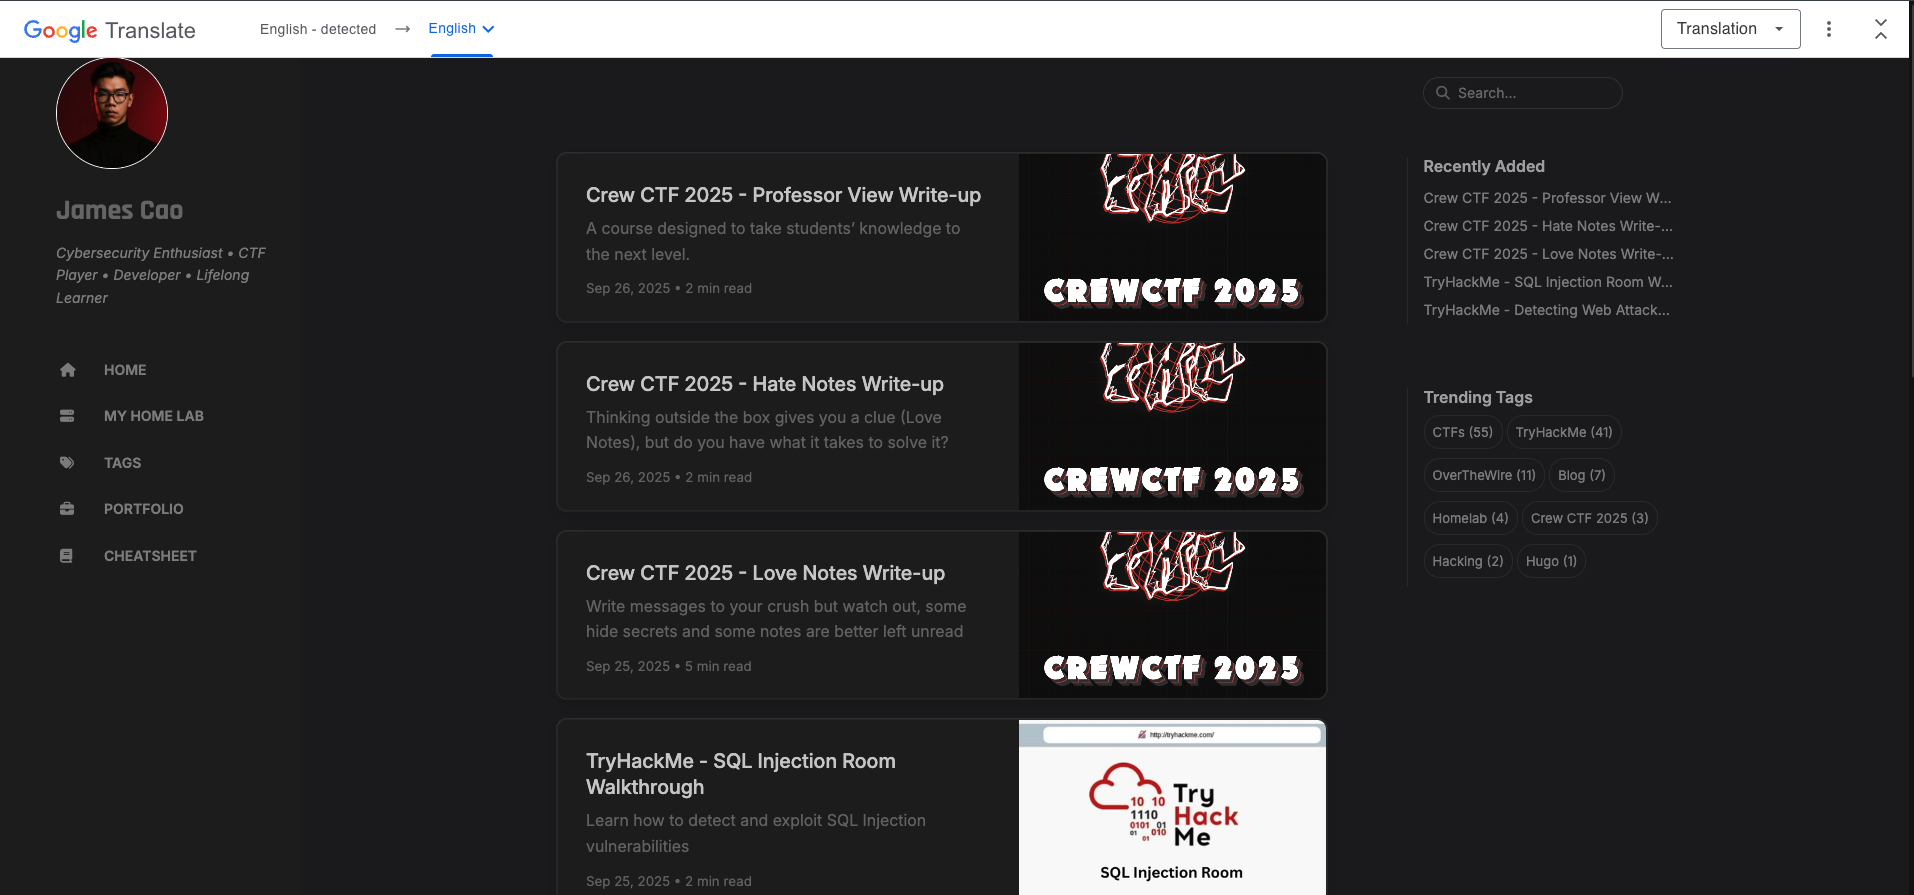 Google Translate
English - detected
English
Translation
James Cao
Cybersecurity Enthusiast • CTF
Player • Developer • Lifelong
Learner
HOME
MY HOME LAB
TAGS
PORTFOLIO
CHEATSHEET
Crew CTF 2025 - Professor View Write-up
A course designed to take students’ knowledge to
the next level.
Sep 26, 2025 • 2 min read
CREWCTF 2025
Crew CTF 2025 - Hate Notes Write-up
Thinking outside the box gives you a clue (Love
Notes), but do you have what it takes to solve it?
Sep 26, 2025 • 2 min read
CREWCTF 2025
Crew CTF 2025 - Love Notes Write-up
Write messages to your crush but watch out, some
hide secrets and some notes are better left unread
Sep 25, 2025 • 5 min read
CREWCTF 2025
TryHackMe - SQL Injection Room
Walkthrough
Learn how to detect and exploit SQL Injection
vulnerabilities
Sep 25, 2025 • 2 min read
http://tryhackme.com/
10 10
1110
0101 01
01 010
01
Try
Hack
Me
SQL Injection Room
Search...
Recently Added
Crew CTF 2025 - Professor View W...
Crew CTF 2025 - Hate Notes Write-...
Crew CTF 2025 - Love Notes Write-...
TryHackMe - SQL Injection Room W...
TryHackMe - Detecting Web Attack...
Trending Tags
CTFs (55)
TryHackMe (41)
OverTheWire (11)
Blog (7)
Homelab (4)
Crew CTF 2025 (3)
Hacking (2)
Hugo (1)